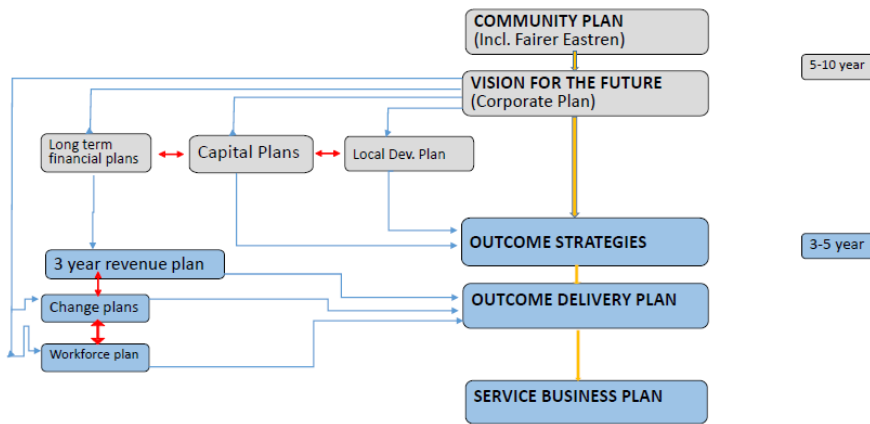 COMMUNITY PLAN
(Incl. Fairer Eastren)
5-10 year
VISION FOR THE FUTURE
(Corporate Plan)
Long term
financial plans
Capital Plans
Local Dev. Plan
OUTCOME STRATEGIES
3-5 year
3 year revenue plan
OUTCOME DELIVERY PLAN
Change plans
Workforce plan
SERVICE BUSINESS PLAN